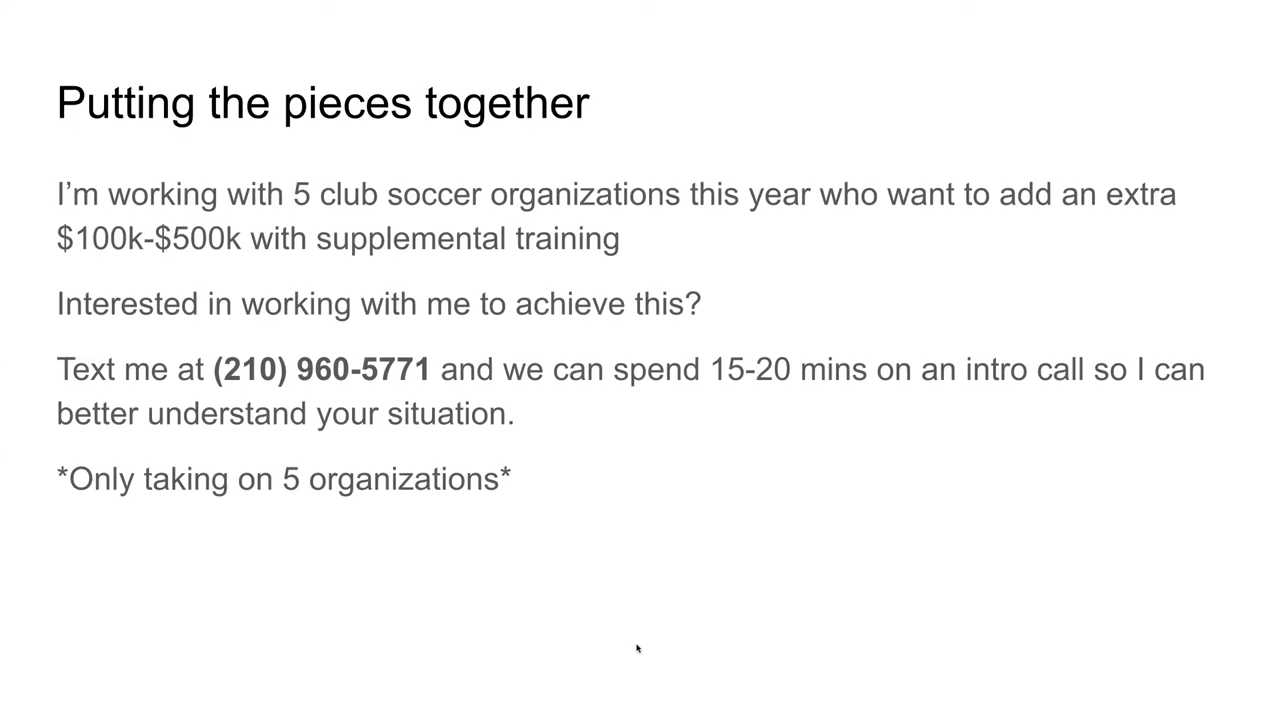 Putting the pieces together
I’m working with 5 club soccer organizations this year who want to add an extra
$100k-$500k with supplemental training
Interested in working with me to achieve this?
Text me at (210) 960-5771 and we can spend 15-20 mins on an intro call so I can
better understand your situation.
*Only taking on 5 organizations*